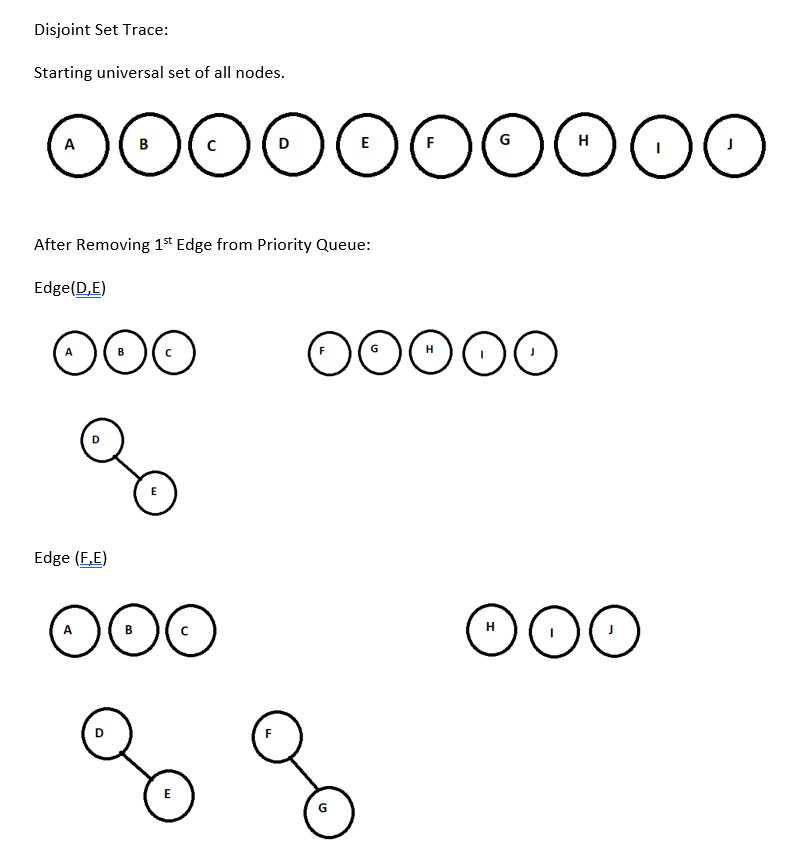 Disjoint Set Trace:
Starting universal set of all nodes.
A B C D E F G H I J
After Removing 1st Edge from Priority Queue:
Edge(D,E)
A B C F G H I J
D
E
Edge (F,E)
A B C H I J
D F
E G